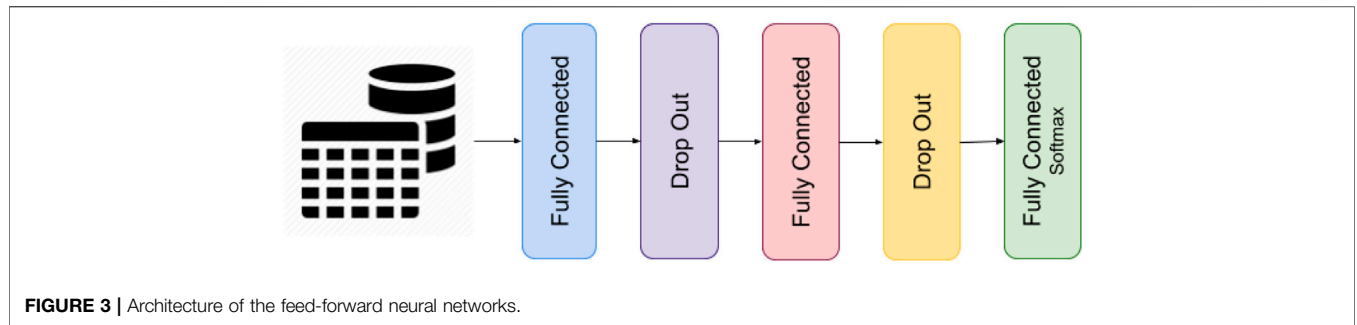 Fully Connected
Drop Out
Fully Connected
Drop Out
Fully Connected
Softmax
FIGURE 3 | Architecture of the feed-forward neural networks.